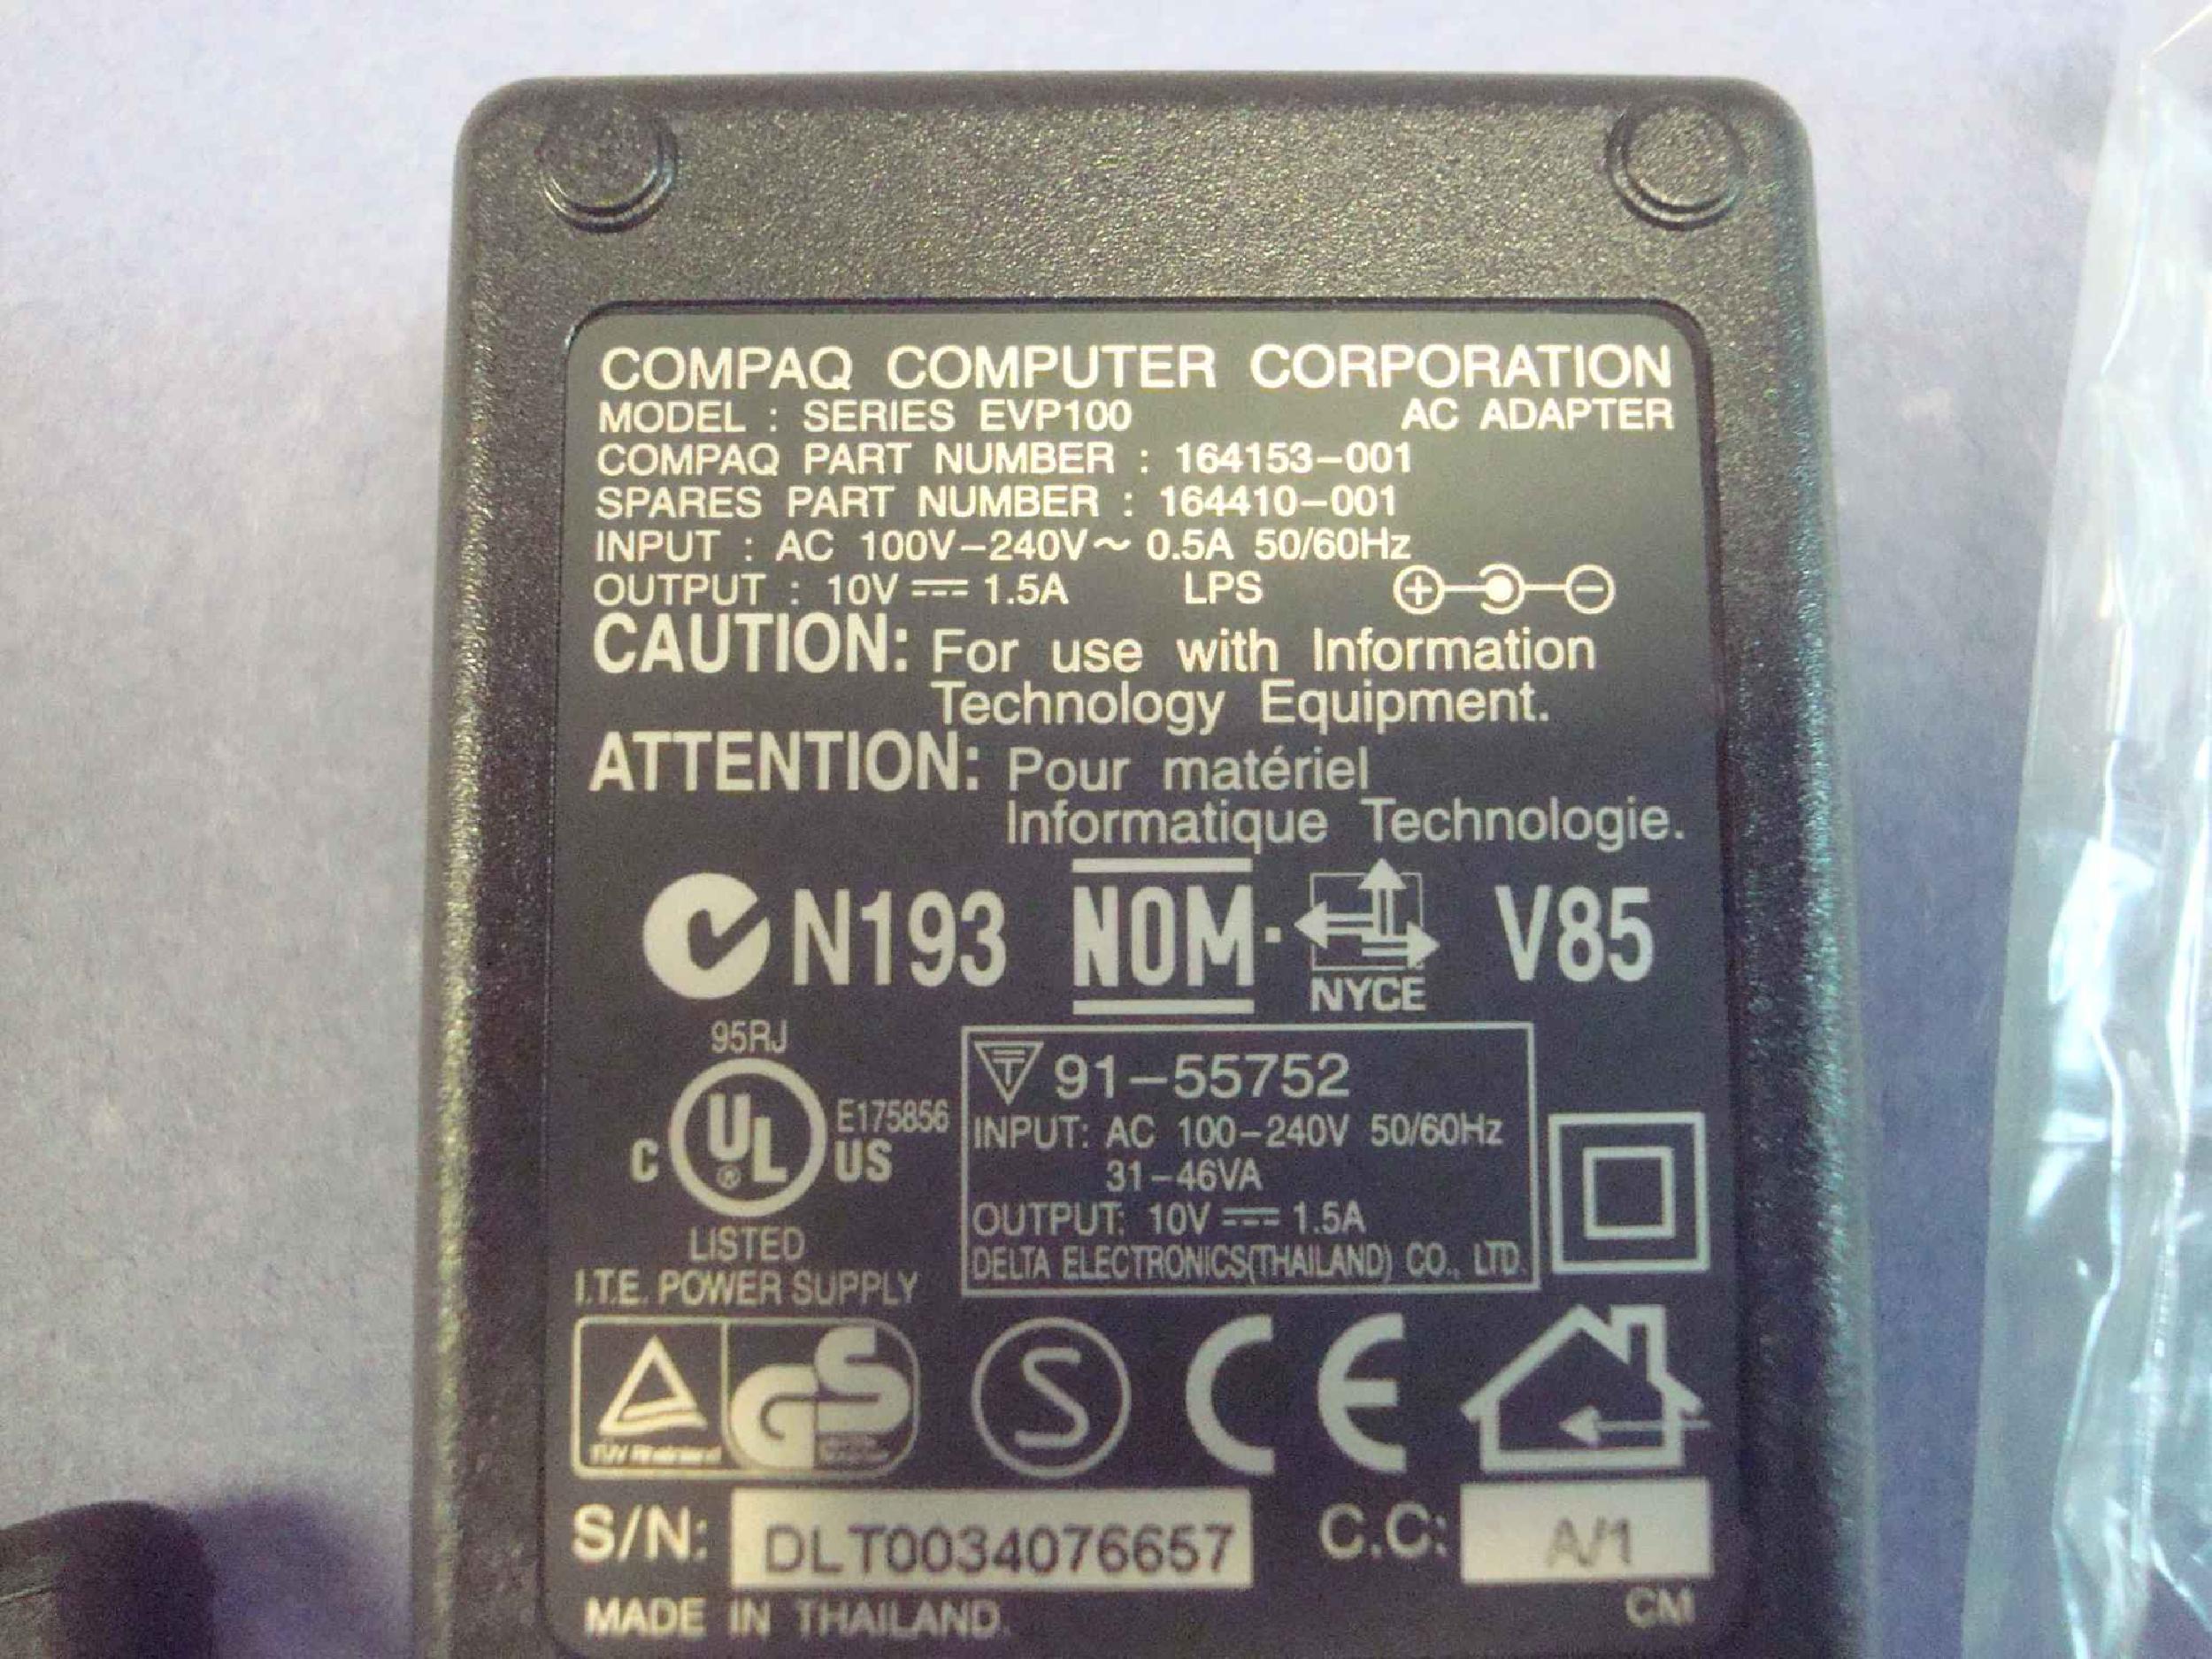 COMPAQ COMPUTER CORPORATION
MODEL : SERIES EVP100 AC ADAPTER
COMPAQ PART NUMBER : 164153-001
SPARES PART NUMBER : 164410-001
INPUT : AC 100V-240V~ 0.5A 50/60Hz
OUTPUT : 10V ⎓ 1.5A LPS
CAUTION: For use with Information
Technology Equipment.
ATTENTION: Pour matériel
Informatique Technologie.
N193 NOM NYCE V85
95RJ
C UL® US E175856
LISTED
I.T.E. POWER SUPPLY
T 91-55752
INPUT: AC 100-240V 50/60Hz
31-46VA
OUTPUT: 10V ⎓ 1.5A
DELTA ELECTRONICS(THAILAND) CO., LTD.
TÜV Rheinland GS S CE
S/N: DLT0034076657 C.C: A/1
MADE IN THAILAND. CM